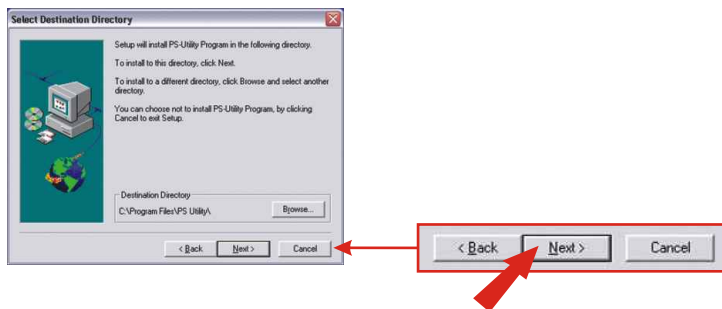 Select Destination Directory
Setup will install PS-Utility Program in the following directory.
To install to this directory, click Next.
To install to a different directory, click Browse and select another
directory.
You can choose not to install PS-Utility Program, by clicking
Cancel to exit Setup.
Destination Directory
C:\Program Files\PS Utility\
Browse...
< Back Next > Cancel
< Back Next > Cancel